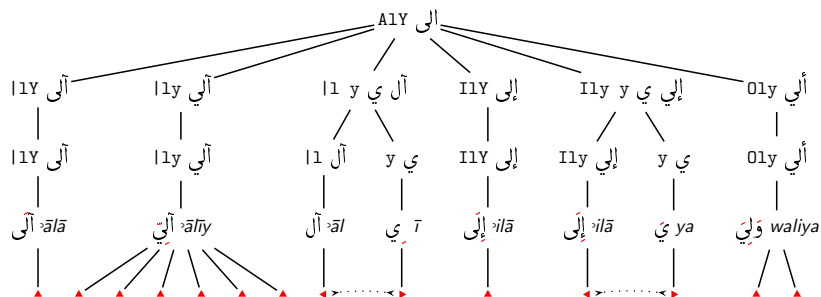 AlY الى
|lY آلى |ly آلي |l y آل ي IlY إلى Ily y إلي ي Oly ألي
|lY آلى |ly آلي |l آل y ي IlY إلى Ily إلي y ي Oly ألي
آلَى ʾālā آلِيّ ʾālīy آل ʾāl ِي ī إِلَى ʾilā إِلَى ʾilā يَ ya وَلِيَ waliya